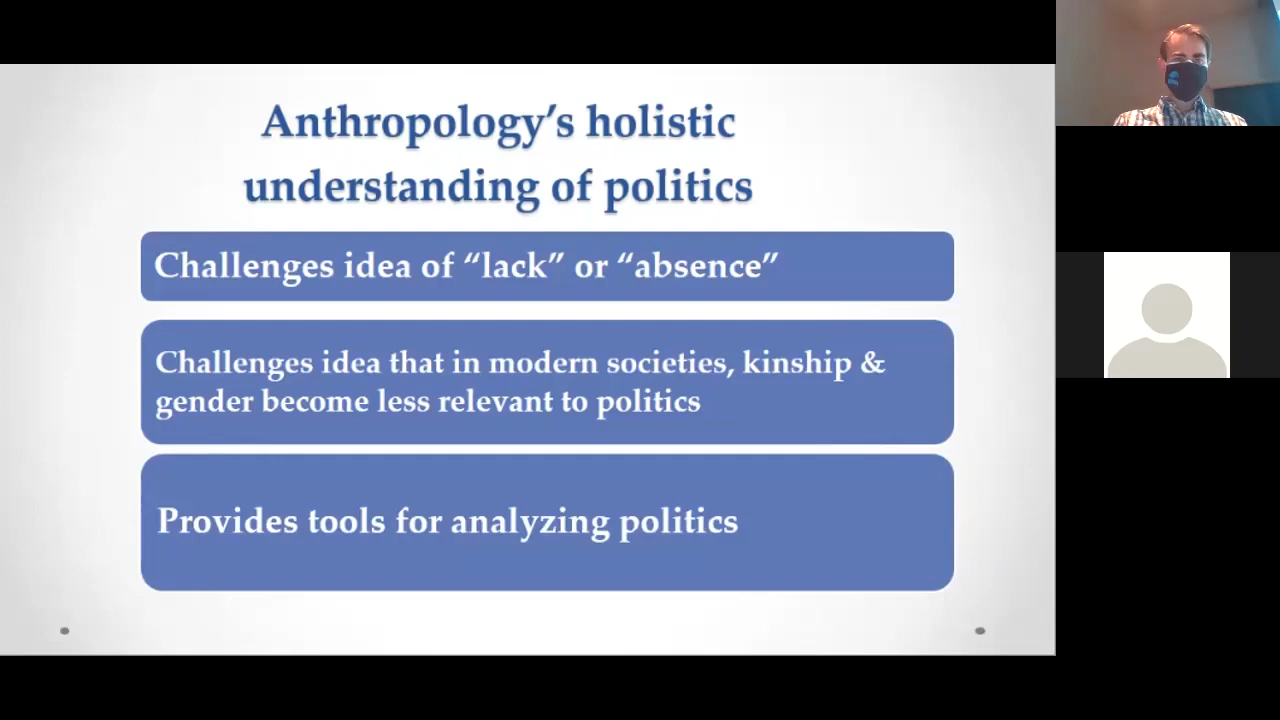 Anthropology’s holistic
understanding of politics
Challenges idea of “lack” or “absence”
Challenges idea that in modern societies, kinship &
gender become less relevant to politics
Provides tools for analyzing politics